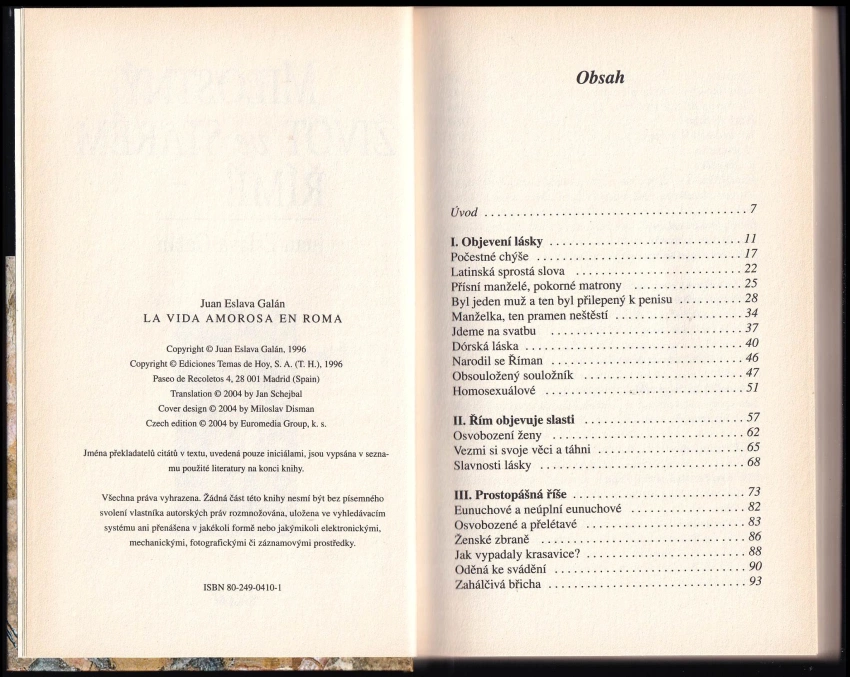 Juan Eslava Galán
LA VIDA AMOROSA EN ROMA
Copyright © Juan Eslava Galán, 1996
Copyright © Ediciones Temas de Hoy, S. A. (T. H.), 1996
Paseo de Recoletos 4, 28 001 Madrid (Spain)
Translation © 2004 by Jan Schejbal
Cover design © 2004 by Miloslav Disman
Czech edition © 2004 by Euromedia Group, k. s.
Jména překladatelů citátů v textu, uvedená pouze iniciálami, jsou vypsána v sezna-
mu použité literatury na konci knihy.
Všechna práva vyhrazena. Žádná část této knihy nesmí být bez písemného
svolení vlastníka autorských práv rozmnožována, uložena ve vyhledávacím
systému ani přenášena v jakékoli formě nebo jakýmikoli elektronickými,
mechanickými, fotografickými či záznamovými prostředky.
ISBN 80-249-0410-1
Obsah
Úvod . . . . . . . . . . . . . . . . . . . . 7
I. Objevení lásky . . . . . . . . . . . . . . . . . . . . 11
Počestné chýše . . . . . . . . . . . . . . . . . . . . 17
Latinská sprostá slova . . . . . . . . . . . . . . . . . . . . 22
Přísní manželé, pokorné matrony . . . . . . . . . . . . . . . . 25
Byl jeden muž a ten byl přilepený k penisu . . . . . . . . . . 28
Manželka, ten pramen neštěstí . . . . . . . . . . . . . . . . . . . . 34
Jdeme na svatbu . . . . . . . . . . . . . . . . . . . . 37
Dórská láska . . . . . . . . . . . . . . . . . . . . 40
Narodil se Říman . . . . . . . . . . . . . . . . . . . . 46
Obsouložený souložník . . . . . . . . . . . . . . . . . . . . 47
Homosexuálové . . . . . . . . . . . . . . . . . . . . 51
II. Řím objevuje slasti . . . . . . . . . . . . . . . . . . . . 57
Osvobození ženy . . . . . . . . . . . . . . . . . . . . 62
Vezmi si svoje věci a táhni . . . . . . . . . . . . . . . . . . . . 65
Slavnosti lásky . . . . . . . . . . . . . . . . . . . . 68
III. Prostopášná říše . . . . . . . . . . . . . . . . . . . . 73
Eunuchové a neúplní eunuchové . . . . . . . . . . . . . . . . . 82
Osvobozené a přelétavé . . . . . . . . . . . . . . . . . . . . 83
Ženské zbraně . . . . . . . . . . . . . . . . . . . . 86
Jak vypadaly krasavice? . . . . . . . . . . . . . . . . . . . . 88
Oděná ke svádění . . . . . . . . . . . . . . . . . . . . 90
Zahálčivá břicha . . . . . . . . . . . . . . . . . . . . 93